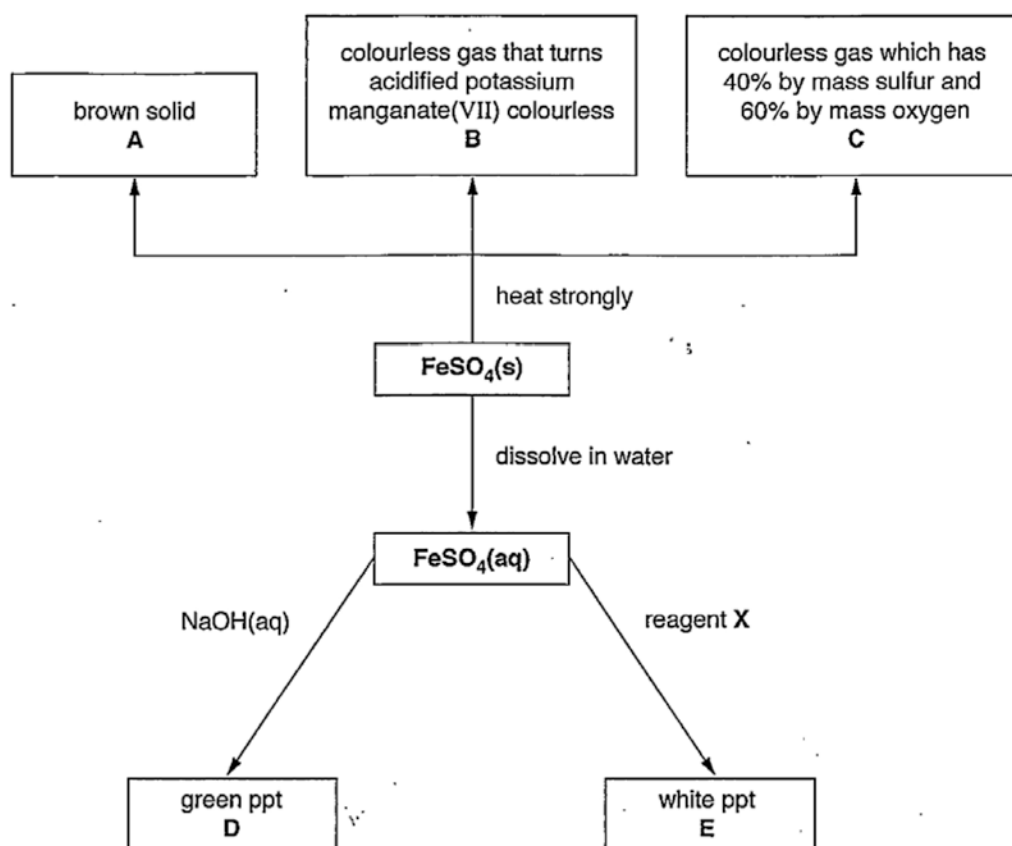 brown solid
A
colourless gas that turns
acidified potassium
manganate(VII) colourless
B
colourless gas which has
40% by mass sulfur and
60% by mass oxygen
C
heat strongly
FeSO₄(s)
dissolve in water
FeSO₄(aq)
NaOH(aq)
reagent X
green ppt
D
white ppt
E